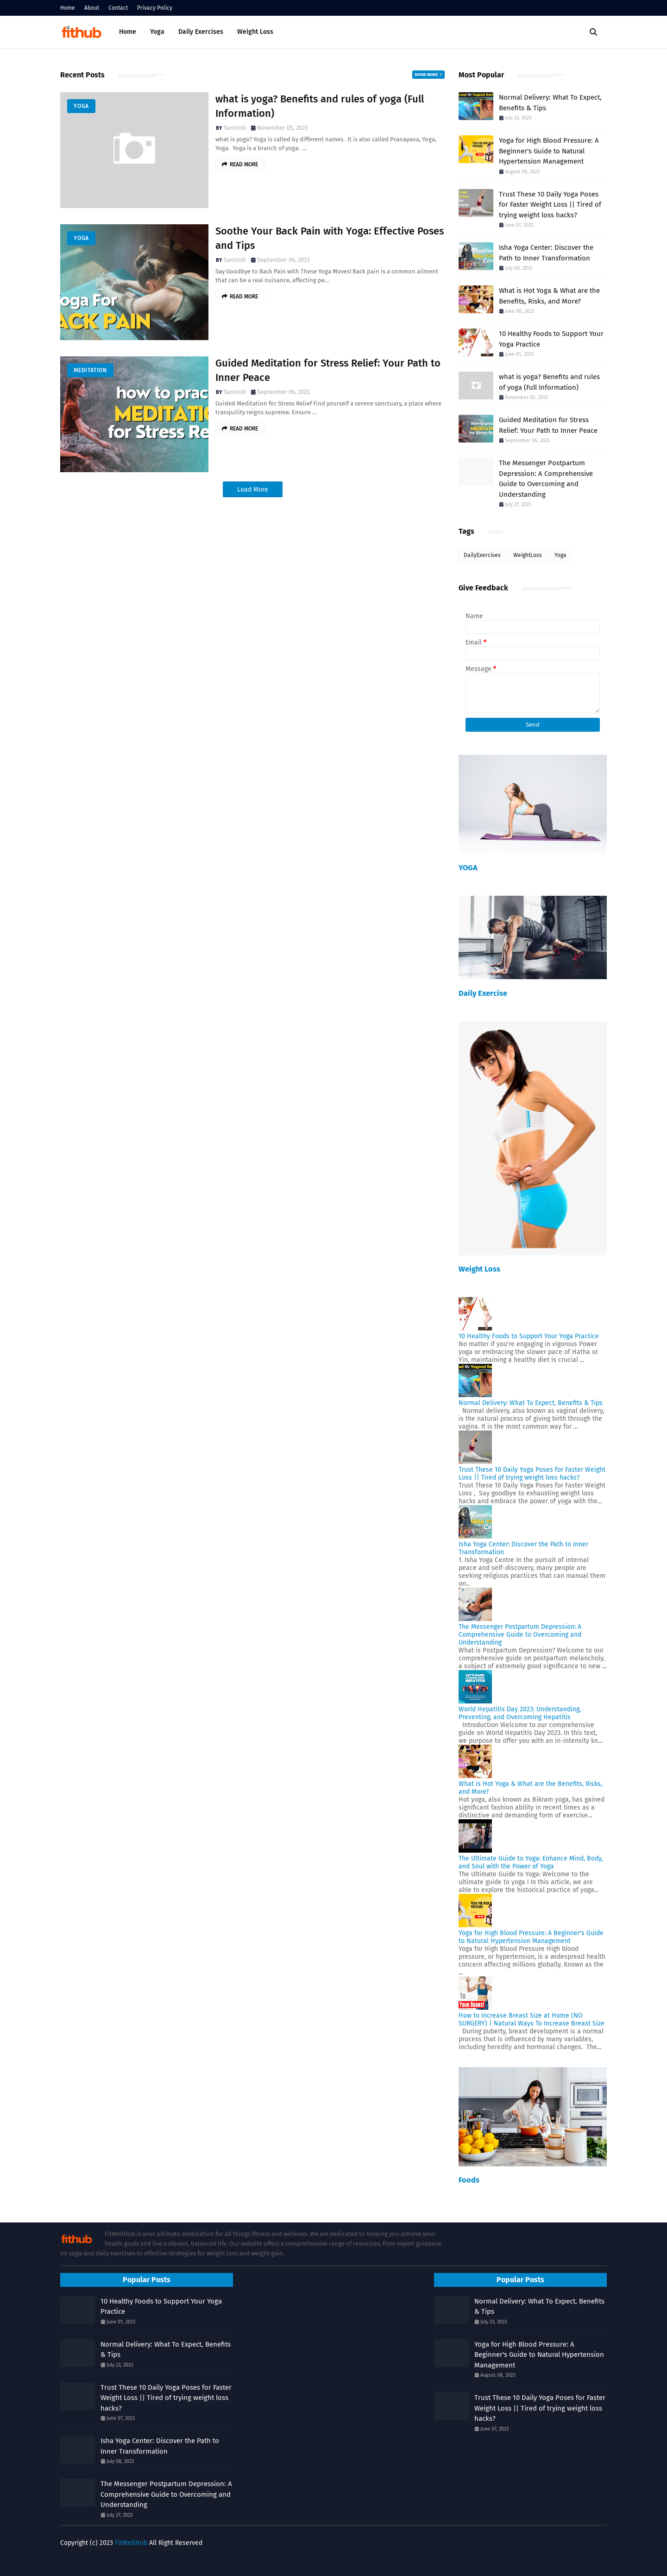 Home About Contact Privacy Policy
fithub Home Yoga Daily Exercises Weight Loss
Recent Posts
SHOW MORE
YOGA
what is yoga? Benefits and rules of yoga (Full
Information)
BY Santosh November 05, 2023
what is yoga? Yoga is called by different names. It is also called Pranayana, Yoga,
Yoga. Yoga is a branch of yoga. ...
READ MORE
YOGA
Yoga For
BACK PAIN
Soothe Your Back Pain with Yoga: Effective Poses
and Tips
BY Santosh September 06, 2023
Say Goodbye to Back Pain with These Yoga Moves! Back pain is a common ailment
that can be a real nuisance, affecting pe...
READ MORE
MEDITATION
how to practice
MEDITATION
for Stress Relief
Guided Meditation for Stress Relief: Your Path to
Inner Peace
BY Santosh September 06, 2023
Guided Meditation for Stress Relief Find yourself a serene sanctuary, a place where
tranquility reigns supreme. Ensure ...
READ MORE
Load More
Most Popular
Normal Delivery: What To Expect,
Benefits & Tips
July 23, 2023
Yoga for High Blood Pressure: A
Beginner's Guide to Natural
Hypertension Management
August 08, 2023
Trust These 10 Daily Yoga Poses
for Faster Weight Loss || Tired of
trying weight loss hacks?
June 07, 2023
Isha Yoga Center: Discover the
Path to Inner Transformation
July 08, 2023
What is Hot Yoga & What are the
Benefits, Risks, and More?
June 08, 2023
10 Healthy Foods to Support Your
Yoga Practice
June 01, 2023
what is yoga? Benefits and rules
of yoga (Full Information)
November 05, 2023
Guided Meditation for Stress
Relief: Your Path to Inner Peace
September 06, 2023
The Messenger Postpartum
Depression: A Comprehensive
Guide to Overcoming and
Understanding
July 27, 2023
Tags
DailyExercises WeightLoss Yoga
Give Feedback
Name
Email *
Message *
Send
YOGA
Daily Exercise
Weight Loss
10 Healthy Foods to Support Your Yoga Practice
No matter if you're engaging in vigorous Power
yoga or embracing the slower pace of Hatha or
Yin, maintaining a healthy diet is crucial ...
Normal Delivery: What To Expect, Benefits & Tips
Normal delivery, also known as vaginal delivery,
is the natural process of giving birth through the
vagina. It is the most common way for ...
Trust These 10 Daily Yoga Poses for Faster Weight
Loss || Tired of trying weight loss hacks?
Trust These 10 Daily Yoga Poses for Faster Weight
Loss , Say goodbye to exhausting weight loss
hacks and embrace the power of yoga with the...
Isha Yoga Center: Discover the Path to Inner
Transformation
1. Isha Yoga Centre In the pursuit of internal
peace and self-discovery, many people are
seeking religious practices that can manual them
on...
The Messenger Postpartum Depression: A
Comprehensive Guide to Overcoming and
Understanding
What is Postpartum Depression? Welcome to our
comprehensive guide on postpartum melancholy,
a subject of extremely good significance to new ...
World Hepatitis Day 2023: Understanding,
Preventing, and Overcoming Hepatitis
Introduction Welcome to our comprehensive
guide on World Hepatitis Day 2023. In this text,
we purpose to offer you with an in-intensity kn...
What is Hot Yoga & What are the Benefits, Risks,
and More?
Hot yoga, also known as Bikram yoga, has gained
significant fashion ability in recent times as a
distinctive and demanding form of exercise...
The Ultimate Guide to Yoga: Enhance Mind, Body,
and Soul with the Power of Yoga
The Ultimate Guide to Yoga: Welcome to the
ultimate guide to yoga ! In this article, we are
able to explore the historical practice of yoga...
Yoga for High Blood Pressure: A Beginner's Guide
to Natural Hypertension Management
Yoga for High Blood Pressure High blood
pressure, or hypertension, is a widespread health
concern affecting millions globally. Known as the
...
To
Your Breast
How to Increase Breast Size at Home (NO
SURGERY) | Natural Ways To Increase Breast Size
During puberty, breast development is a normal
process that is influenced by many variables,
including heredity and hormonal changes. The...
Foods
fithub
FitWellHub is your ultimate destination for all things fitness and wellness. We are dedicated to helping you achieve your
health goals and live a vibrant, balanced life. Our website offers a comprehensive range of resources, from expert guidance
on yoga and daily exercises to effective strategies for weight loss and weight gain.
Popular Posts
10 Healthy Foods to Support Your Yoga
Practice
June 01, 2023
Normal Delivery: What To Expect, Benefits
& Tips
July 23, 2023
Trust These 10 Daily Yoga Poses for Faster
Weight Loss || Tired of trying weight loss
hacks?
June 07, 2023
Isha Yoga Center: Discover the Path to
Inner Transformation
July 08, 2023
The Messenger Postpartum Depression: A
Comprehensive Guide to Overcoming and
Understanding
July 27, 2023
Popular Posts
Normal Delivery: What To Expect, Benefits
& Tips
July 23, 2023
Yoga for High Blood Pressure: A
Beginner's Guide to Natural Hypertension
Management
August 08, 2023
Trust These 10 Daily Yoga Poses for Faster
Weight Loss || Tired of trying weight loss
hacks?
June 07, 2023
Copyright (c) 2023 FitWellHub All Right Reserved